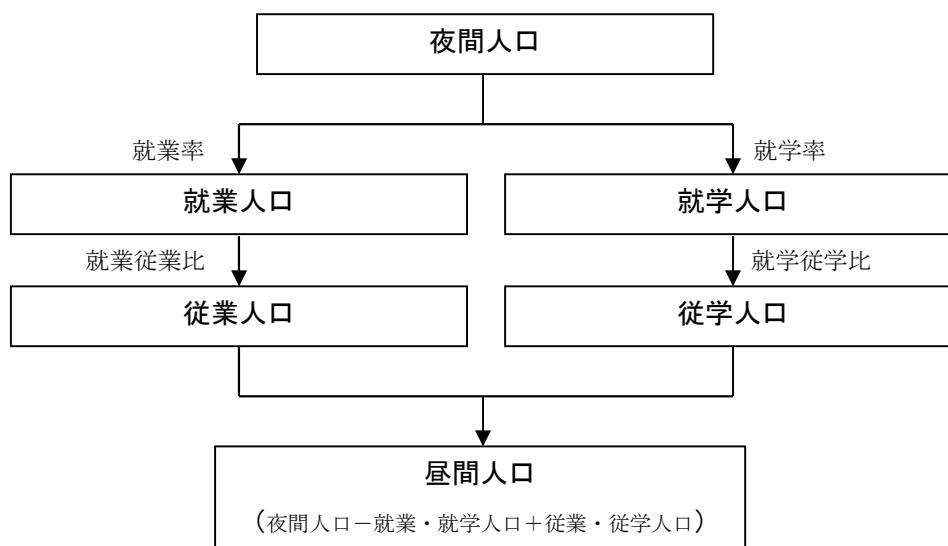 夜間人口
就業率
就学率
就業人口
就学人口
就業従業比
就学従学比
従業人口
従学人口
昼間人口
（夜間人口－就業・就学人口＋従業・従学人口）